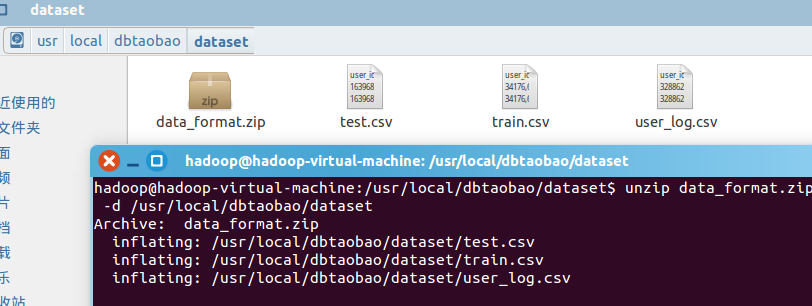 dataset
usr local dbtaobao dataset
近使用的
文件夹
面
频
片
档
载
乐
收站
zip
data_format.zip
user_ic
163968
163968
test.csv
user_ic
34176,6
34176,6
train.csv
user_ic
328862
328862
user_log.csv
hadoop@hadoop-virtual-machine: /usr/local/dbtaobao/dataset
hadoop@hadoop-virtual-machine:/usr/local/dbtaobao/dataset$ unzip data_format.zip
-d /usr/local/dbtaobao/dataset
Archive:  data_format.zip
inflating: /usr/local/dbtaobao/dataset/test.csv
inflating: /usr/local/dbtaobao/dataset/train.csv
inflating: /usr/local/dbtaobao/dataset/user_log.csv